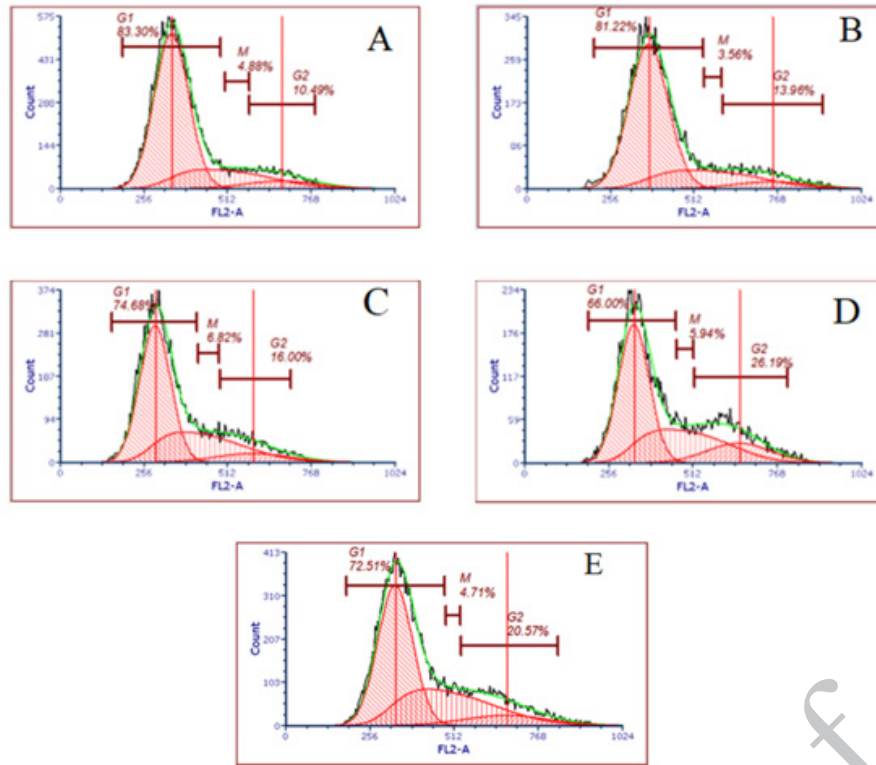 A
575
431
288
144
0
Count
G1
83.30%
M
4.88%
G2
10.49%
0 256 512 768 1024
FL2-A
B
345
259
173
86
0
Count
G1
81.22%
M
3.56%
G2
13.96%
0 256 512 768 1024
FL2-A
C
374
281
187
94
0
Count
G1
74.68%
M
6.82%
G2
16.00%
0 256 512 768 1024
FL2-A
D
234
176
117
59
0
Count
G1
66.00%
M
5.94%
G2
26.19%
0 256 512 768 1024
FL2-A
E
413
310
207
103
0
Count
G1
72.51%
M
4.71%
G2
20.57%
0 256 512 768 1024
FL2-A
f